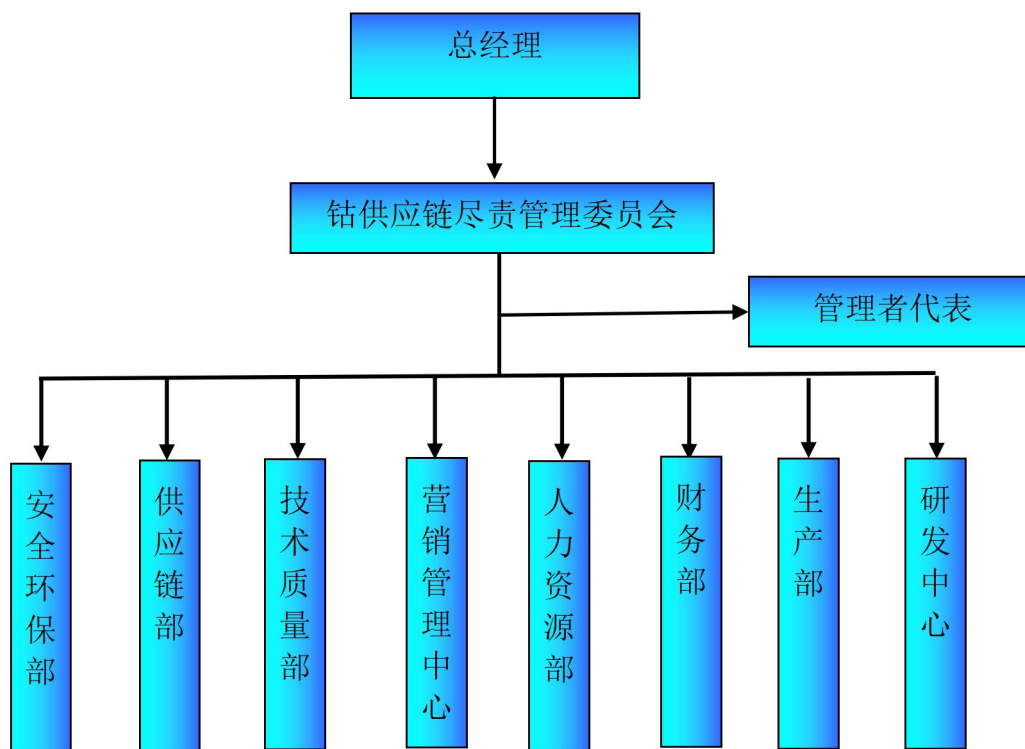 总经理
钴供应链尽责管理委员会
管理者代表
安全环保部
供应链部
技术质量部
营销管理中心
人力资源部
财务部
生产部
研发中心